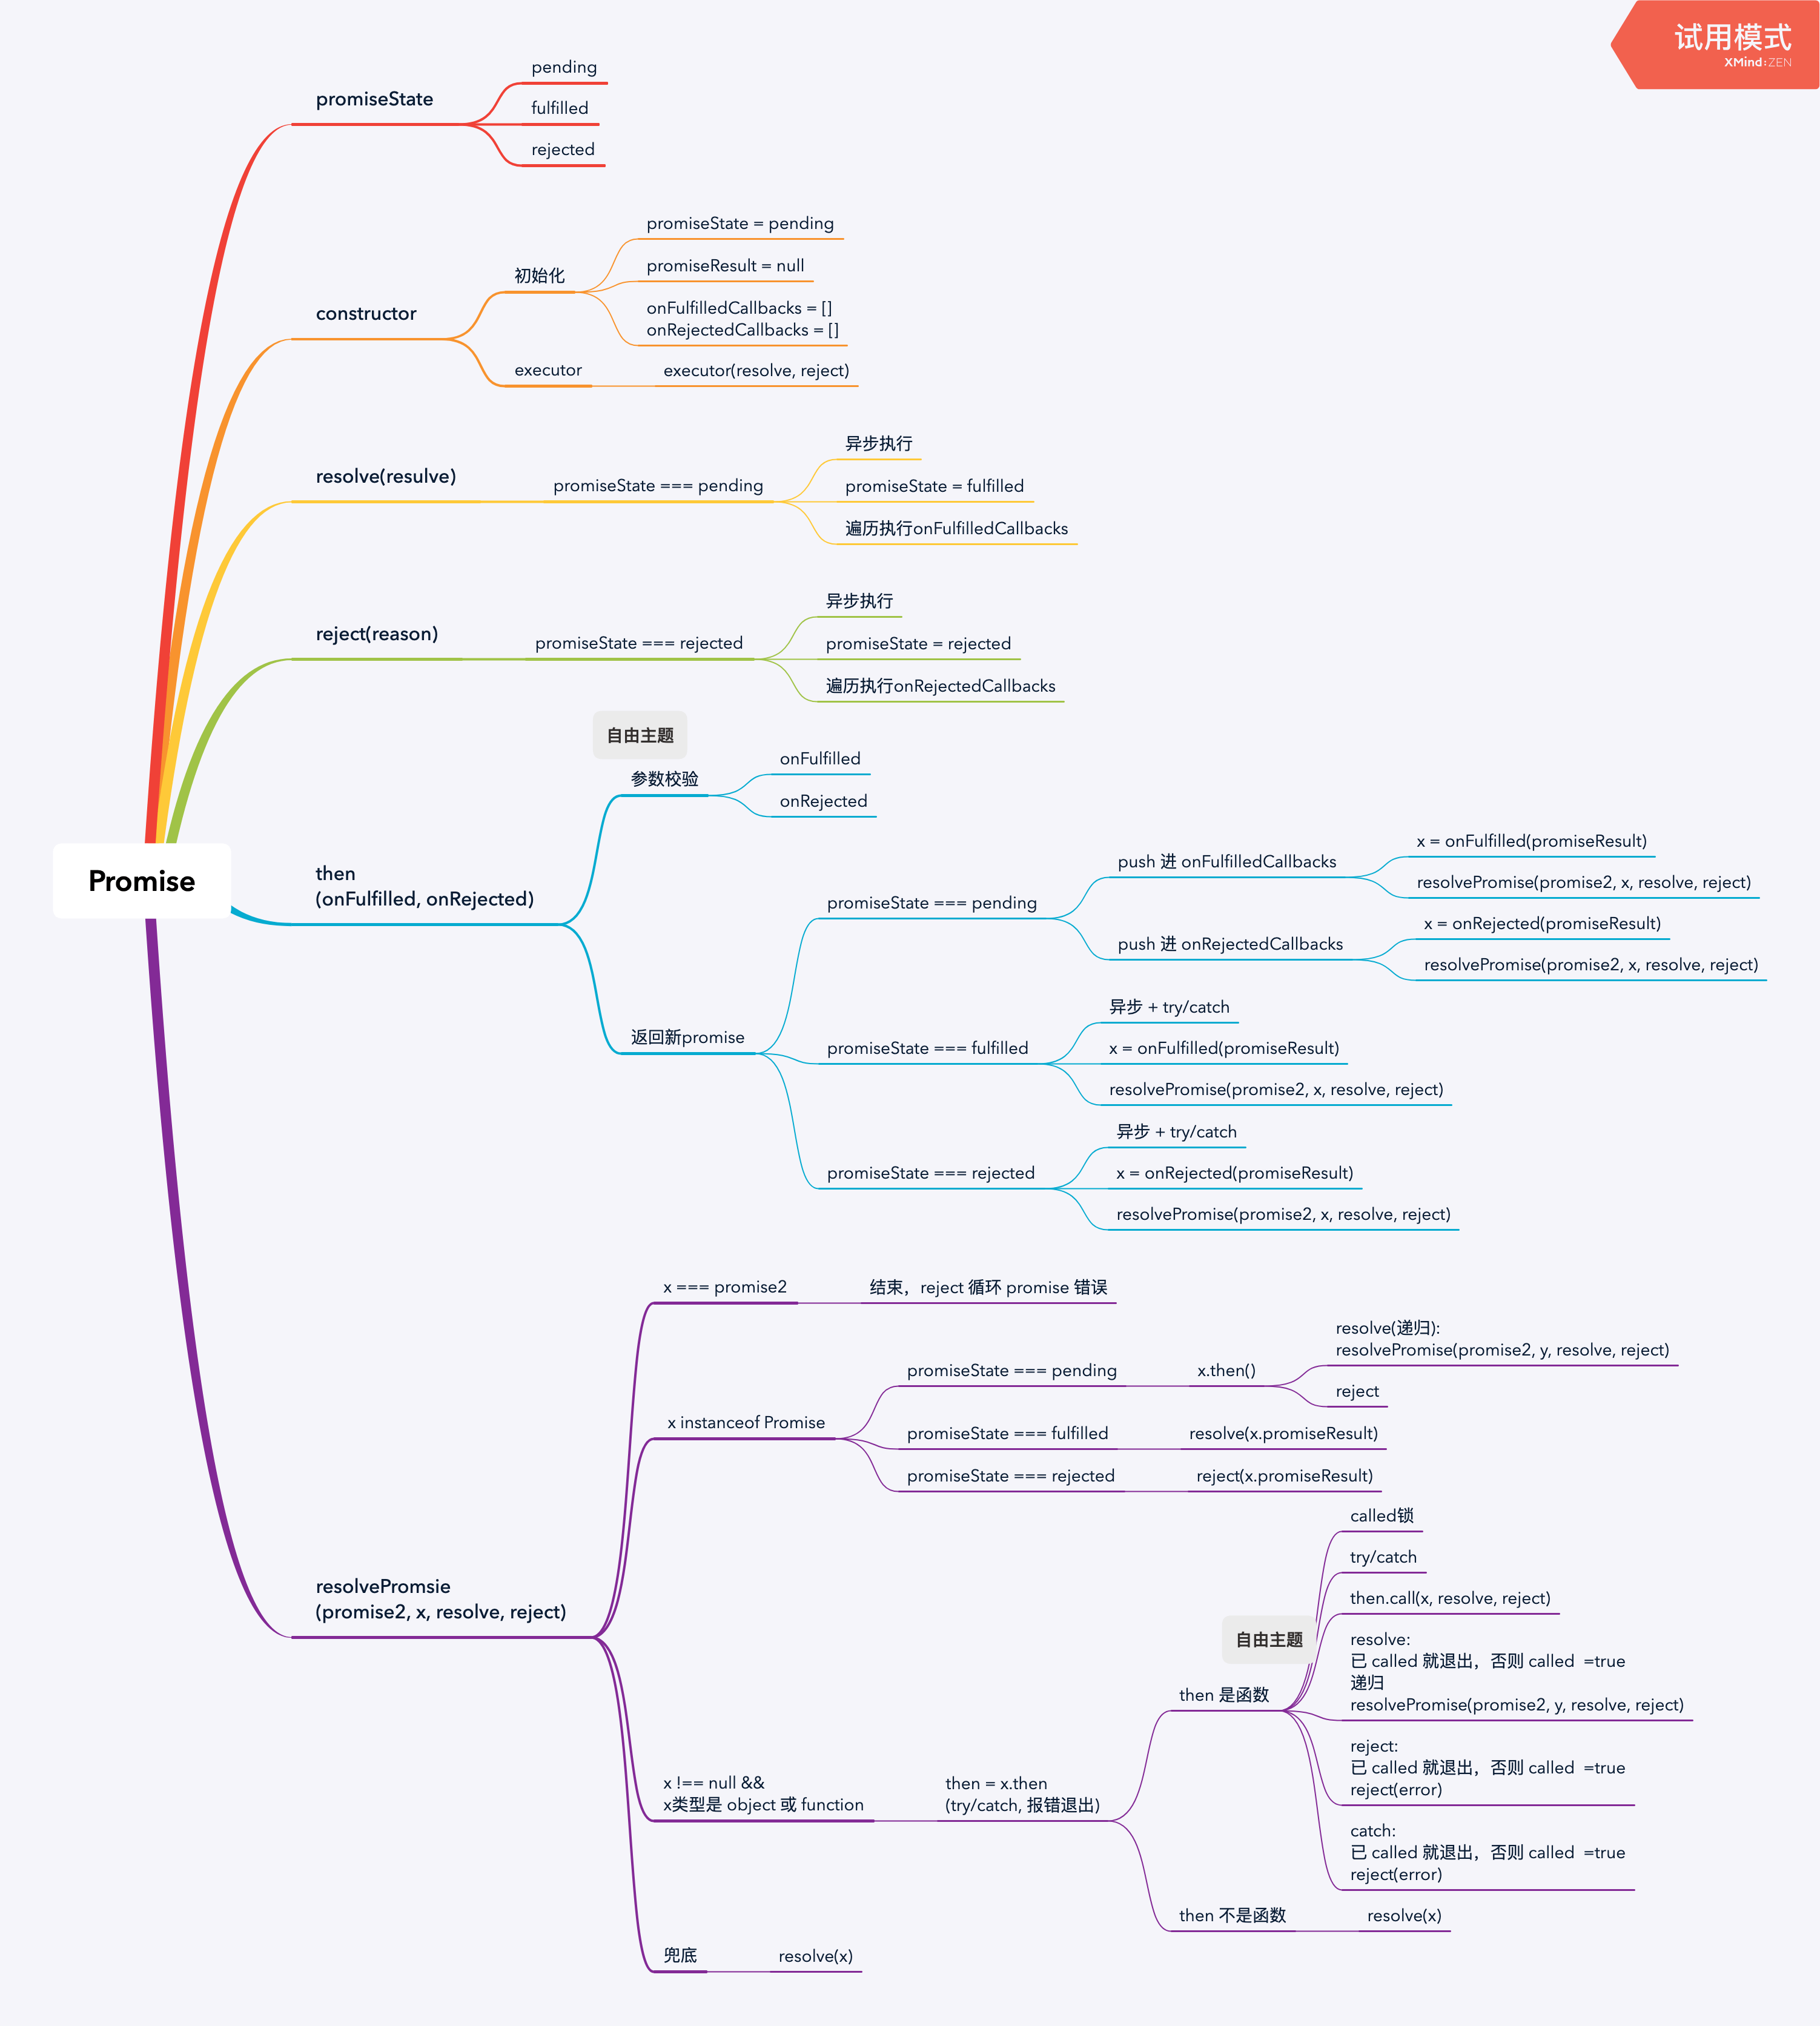 试用模式
XMind:ZEN
Promise
promiseState
pending
fulfilled
rejected
constructor
初始化
promiseState = pending
promiseResult = null
onFulfilledCallbacks = []
onRejectedCallbacks = []
executor
executor(resolve, reject)
resolve(resulve)
promiseState === pending
异步执行
promiseState = fulfilled
遍历执行onFulfilledCallbacks
reject(reason)
promiseState === rejected
异步执行
promiseState = rejected
遍历执行onRejectedCallbacks
自由主题
then
(onFulfilled, onRejected)
参数校验
onFulfilled
onRejected
返回新promise
promiseState === pending
push 进 onFulfilledCallbacks
x = onFulfilled(promiseResult)
resolvePromise(promise2, x, resolve, reject)
push 进 onRejectedCallbacks
x = onRejected(promiseResult)
resolvePromise(promise2, x, resolve, reject)
promiseState === fulfilled
异步 + try/catch
x = onFulfilled(promiseResult)
resolvePromise(promise2, x, resolve, reject)
promiseState === rejected
异步 + try/catch
x = onRejected(promiseResult)
resolvePromise(promise2, x, resolve, reject)
resolvePromsie
(promise2, x, resolve, reject)
x === promise2
结束，reject 循环 promise 错误
x instanceof Promise
promiseState === pending
x.then()
resolve(递归):
resolvePromise(promise2, y, resolve, reject)
reject
promiseState === fulfilled
resolve(x.promiseResult)
promiseState === rejected
reject(x.promiseResult)
x !== null &&
x类型是 object 或 function
then = x.then
(try/catch, 报错退出)
自由主题
then 是函数
called锁
try/catch
then.call(x, resolve, reject)
resolve:
已 called 就退出，否则 called  =true
递归
resolvePromise(promise2, y, resolve, reject)
reject:
已 called 就退出，否则 called  =true
reject(error)
catch:
已 called 就退出，否则 called  =true
reject(error)
then 不是函数
resolve(x)
兜底
resolve(x)